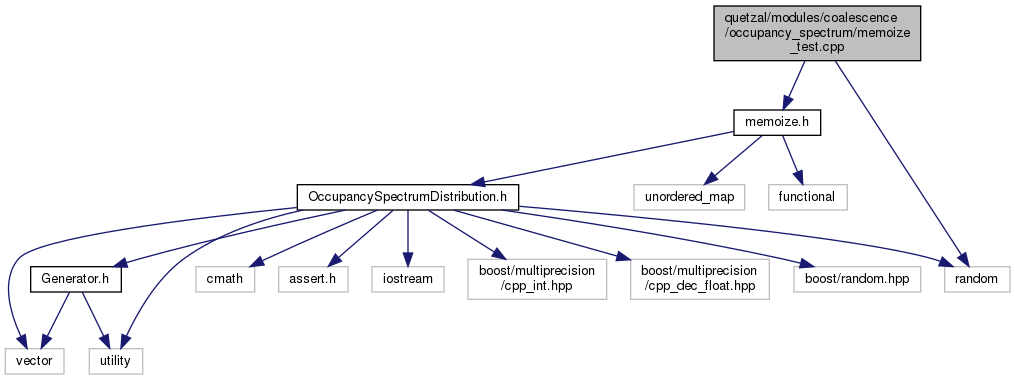 quetzal/modules/coalescence
/occupancy_spectrum/memoize
_test.cpp
memoize.h
OccupancySpectrumDistribution.h
unordered_map
functional
Generator.h
cmath
assert.h
iostream
boost/multiprecision
/cpp_int.hpp
boost/multiprecision
/cpp_dec_float.hpp
boost/random.hpp
random
vector
utility